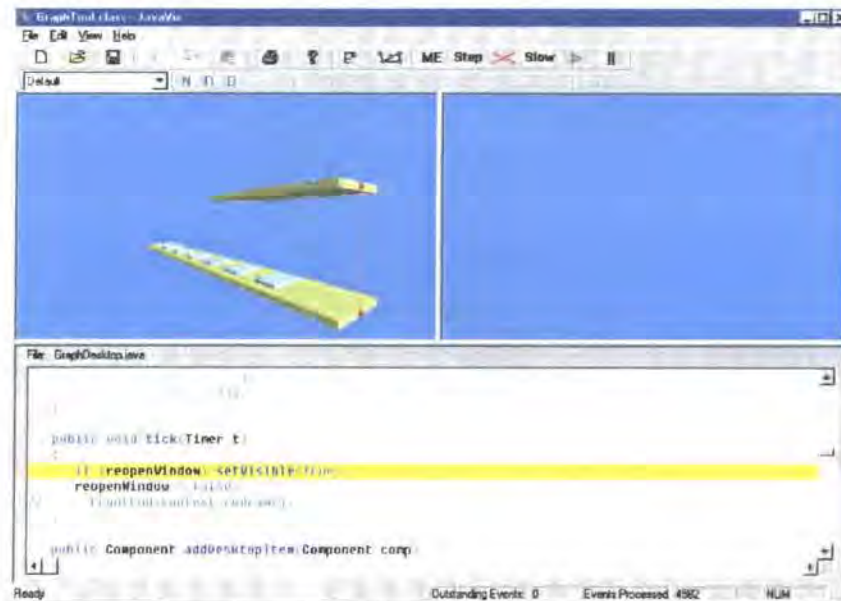 GraphTool.class - JavaVis
File Edit View Help
ME Step Slow
Default
File: GraphDesktop.java
public void tick(Timer t)
if (reopenWindow) setVisible(true)
reopenWindow = false
//
public Component addDesktopItem(Component comp)
Ready Outstanding Events: 0 Events Processed: 4982 NUM